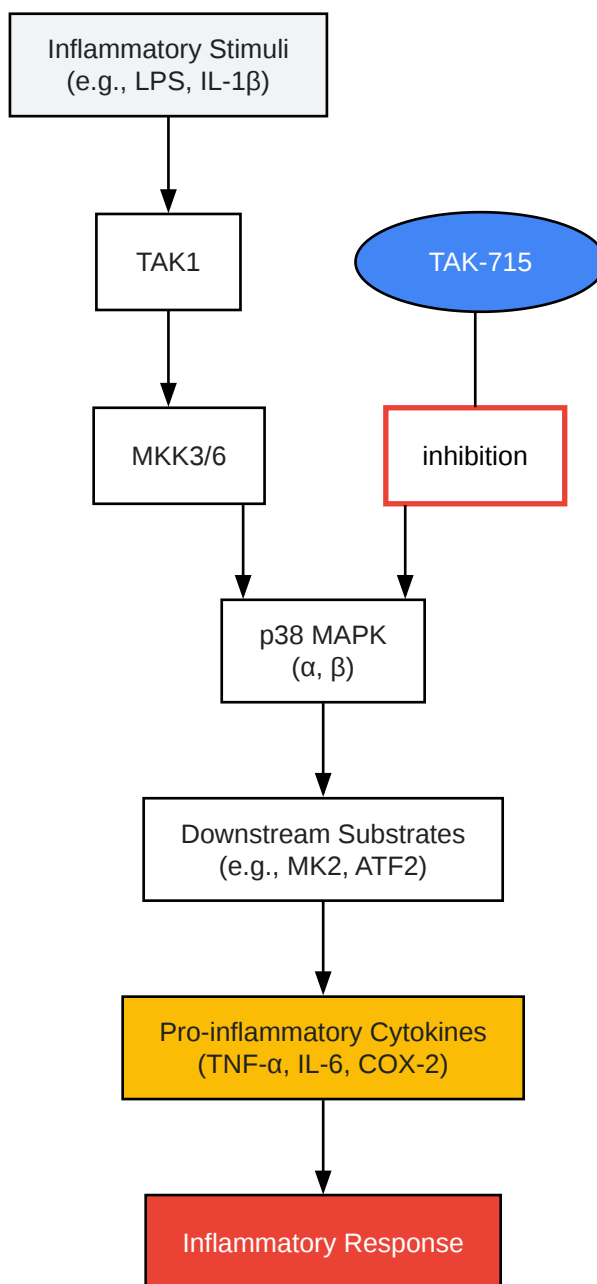 Inflammatory Stimuli
(e.g., LPS, IL-1β)
TAK1
TAK-715
MKK3/6
inhibition
p38 MAPK
(α, β)
Downstream Substrates
(e.g., MK2, ATF2)
Pro-inflammatory Cytokines
(TNF-α, IL-6, COX-2)
Inflammatory Response